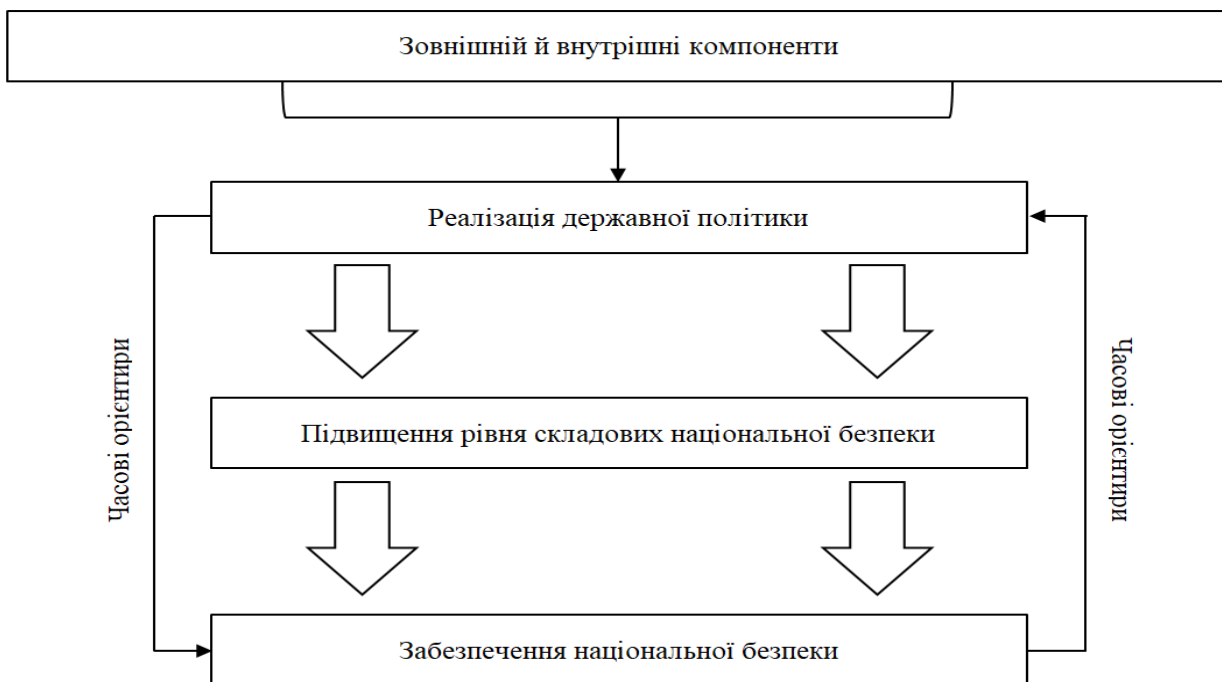 Зовнішній й внутрішні компоненти
Реалізація державної політики
Часові орієнтири
Часові орієнтири
Підвищення рівня складових національної безпеки
Забезпечення національної безпеки